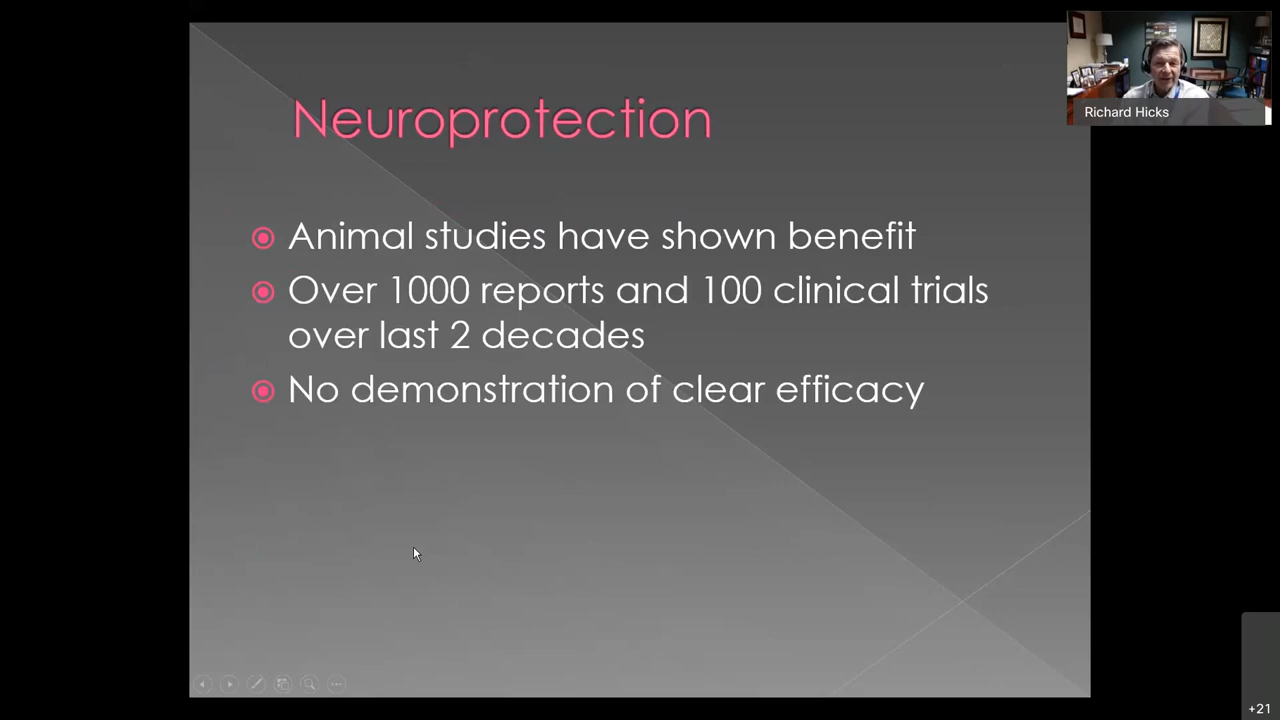 Neuroprotection
Richard Hicks
Animal studies have shown benefit
Over 1000 reports and 100 clinical trials
over last 2 decades
No demonstration of clear efficacy
+21